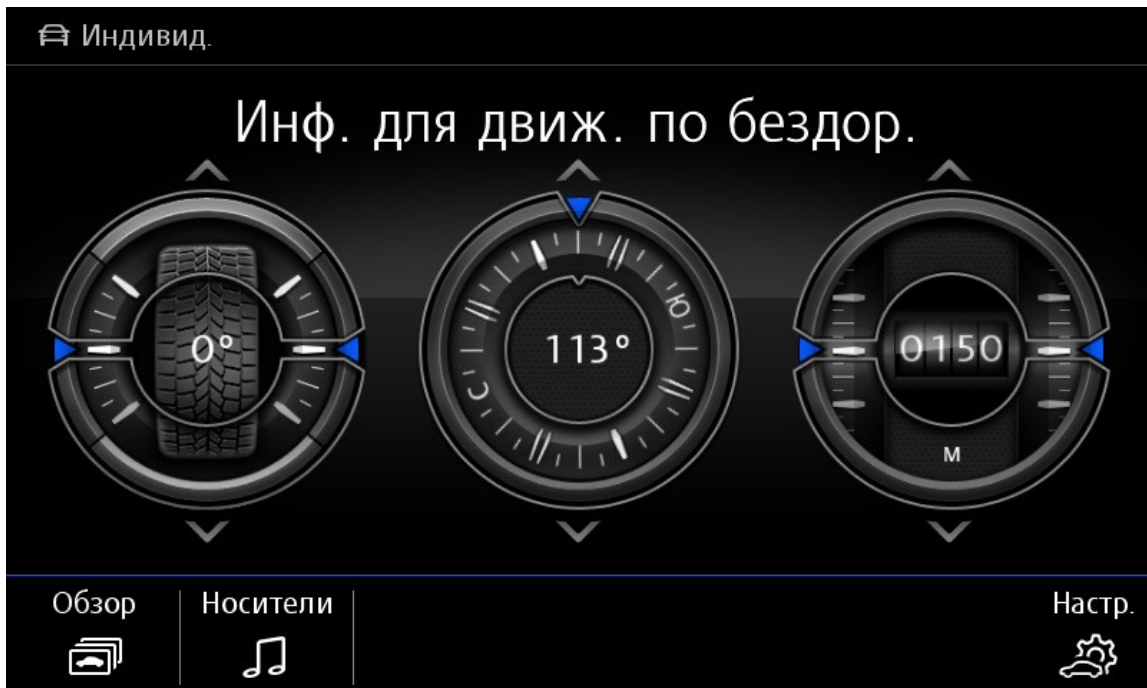 Индивид.
Инф. для движ. по бездор.
0°
Ю
113°
С
0150
м
Обзор
Носители
Настр.